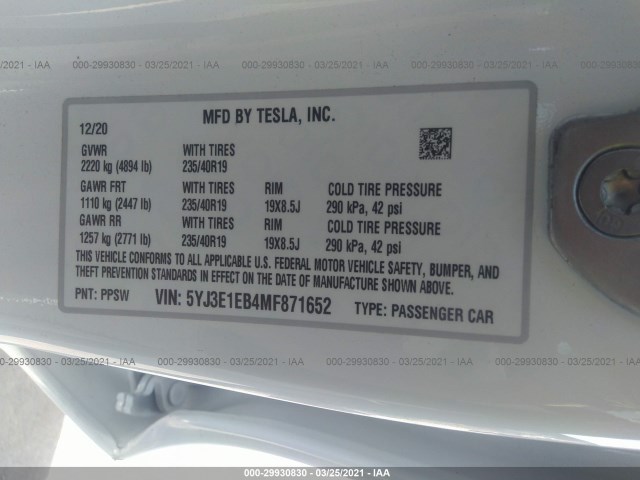 25/2021 - IAA 000-29930830 - 03/25/2021 - IAA 000-29930830 - 03/25/2021 - IAA 000-2993
MFD BY TESLA, INC.
12/20
GVWR WITH TIRES
2220 kg (4894 lb) 235/40R19
GAWR FRT WITH TIRES RIM COLD TIRE PRESSURE
1110 kg (2447 lb) 235/40R19 19X8.5J 290 kPa, 42 psi
GAWR RR WITH TIRES RIM COLD TIRE PRESSURE
1257 kg (2771 lb) 235/40R19 19X8.5J 290 kPa, 42 psi
THIS VEHICLE CONFORMS TO ALL APPLICABLE U.S. FEDERAL MOTOR VEHICLE SAFETY, BUMPER, AND
THEFT PREVENTION STANDARDS IN EFFECT ON THE DATE OF MANUFACTURE SHOWN ABOVE.
PNT: PPSW VIN: 5YJ3E1EB4MF871652 TYPE: PASSENGER CAR
25/2021 - IAA 000-29930830 - 03/25/2021 - IAA 000-29930830 - 03/25/2021 - IAA 000-2993
000-29930830 - 03/25/2021 - IAA